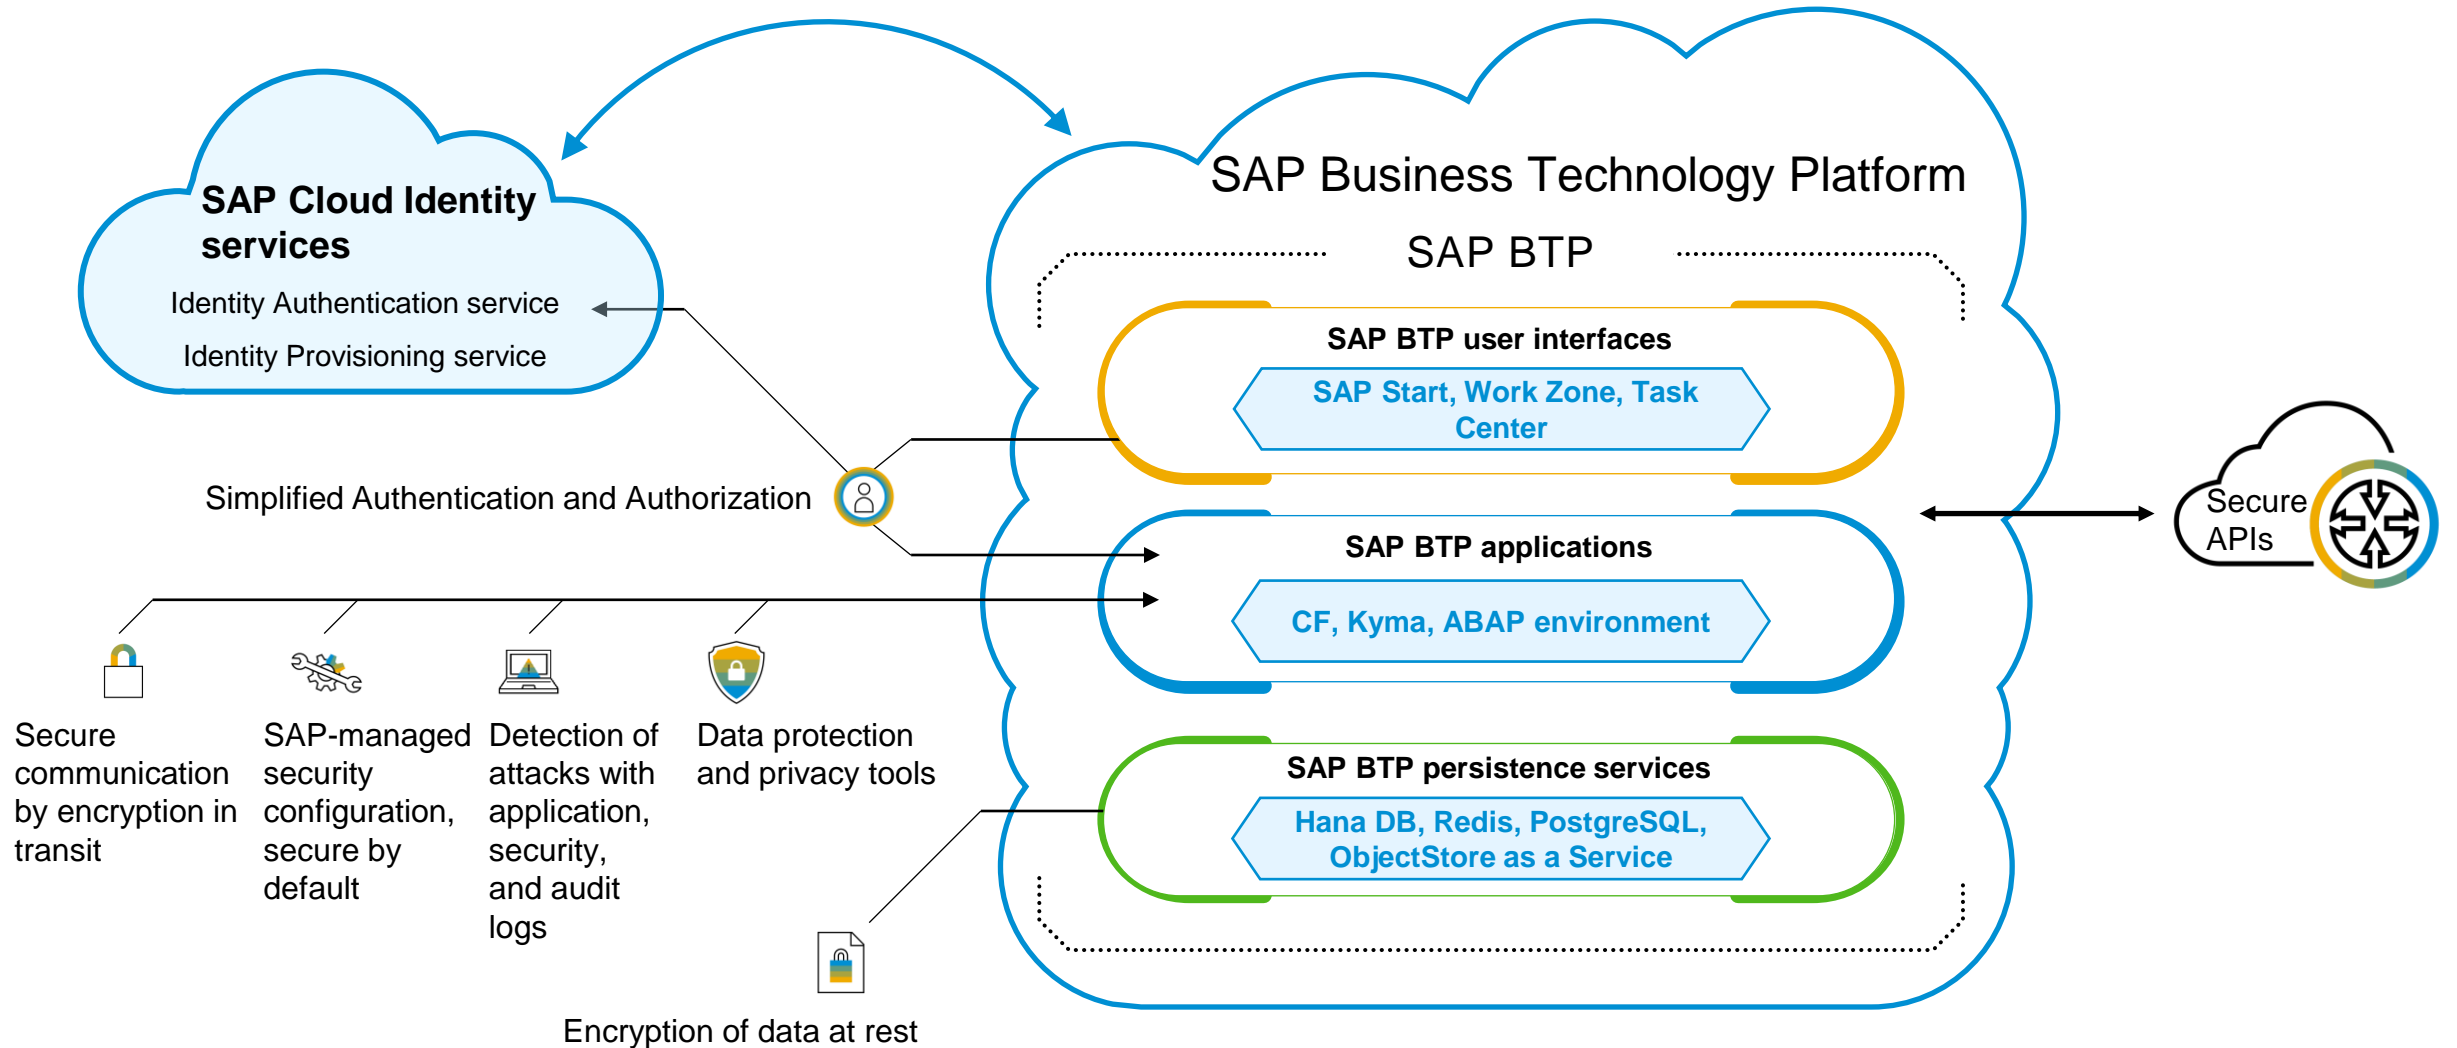 SAP Cloud Identity
services
Identity Authentication service
Identity Provisioning service
SAP Business Technology Platform
SAP BTP
SAP BTP user interfaces
SAP Start, Work Zone, Task
Center
Simplified Authentication and Authorization
SAP BTP applications
CF, Kyma, ABAP environment
Secure
APIs
Secure
communication
by encryption in
transit
SAP-managed
security
configuration,
secure by
default
Detection of
attacks with
application,
security,
and audit
logs
Data protection
and privacy tools
SAP BTP persistence services
Hana DB, Redis, PostgreSQL,
ObjectStore as a Service
Encryption of data at rest